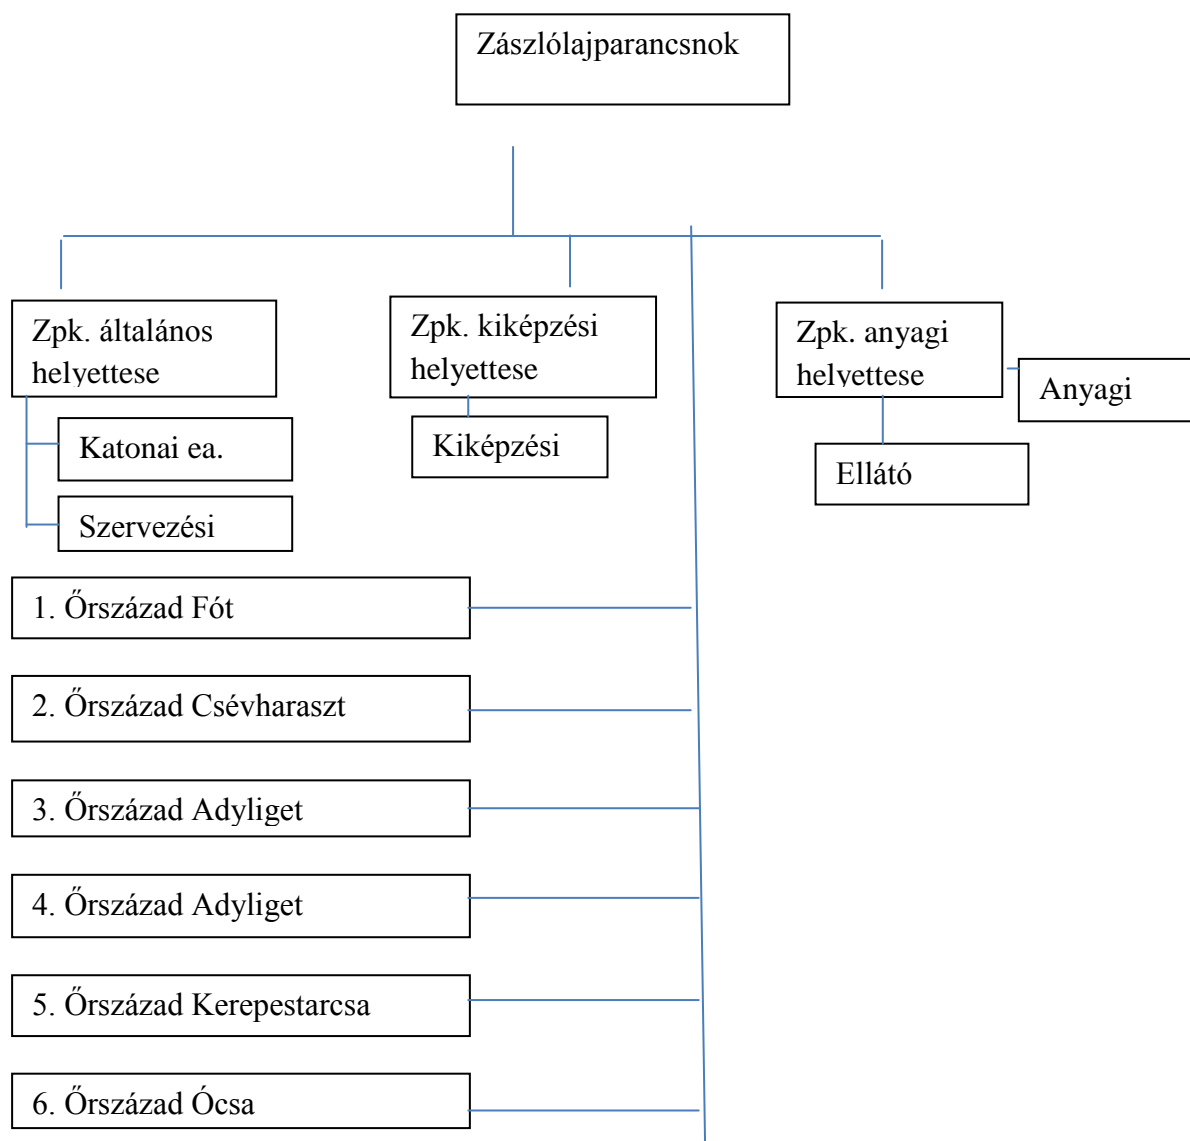 Zászlólajparancsnok
Zpk. általános
helyettese
Zpk. kiképzési
helyettese
Zpk. anyagi
helyettese
Anyagi
Katonai ea.
Kiképzési
Ellátó
Szervezési
1. Őrszázad Fót
2. Őrszázad Csévharaszt
3. Őrszázad Adyliget
4. Őrszázad Adyliget
5. Őrszázad Kerepestarcsa
6. Őrszázad Ócsa